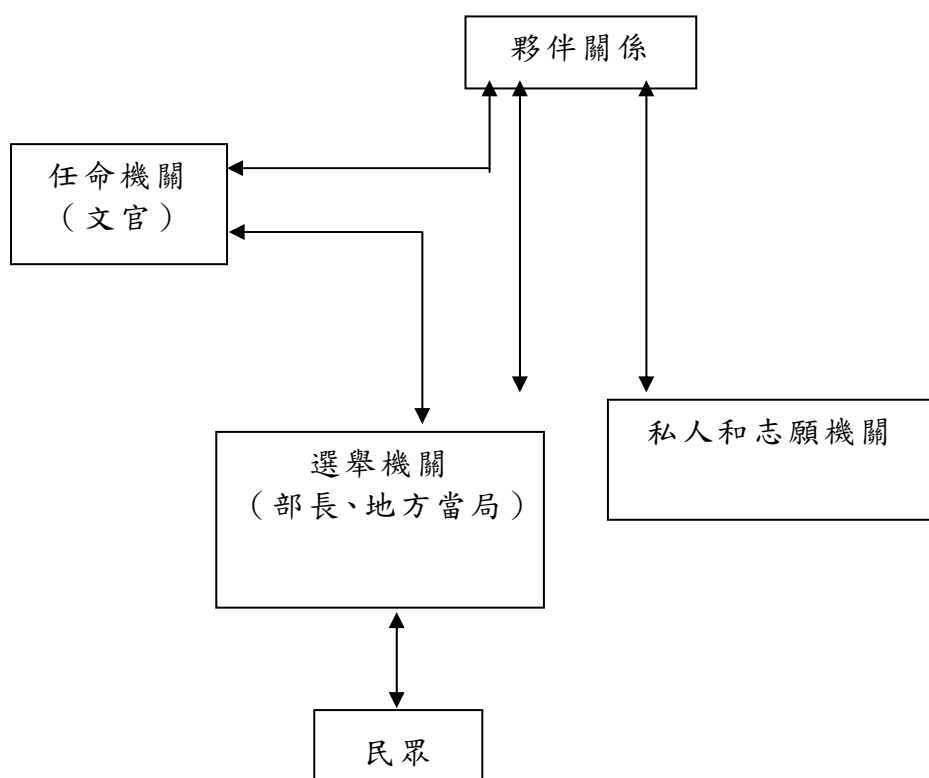 夥伴關係
任命機關
（文官）
私人和志願機關
選舉機關
（部長、地方當局）
民眾